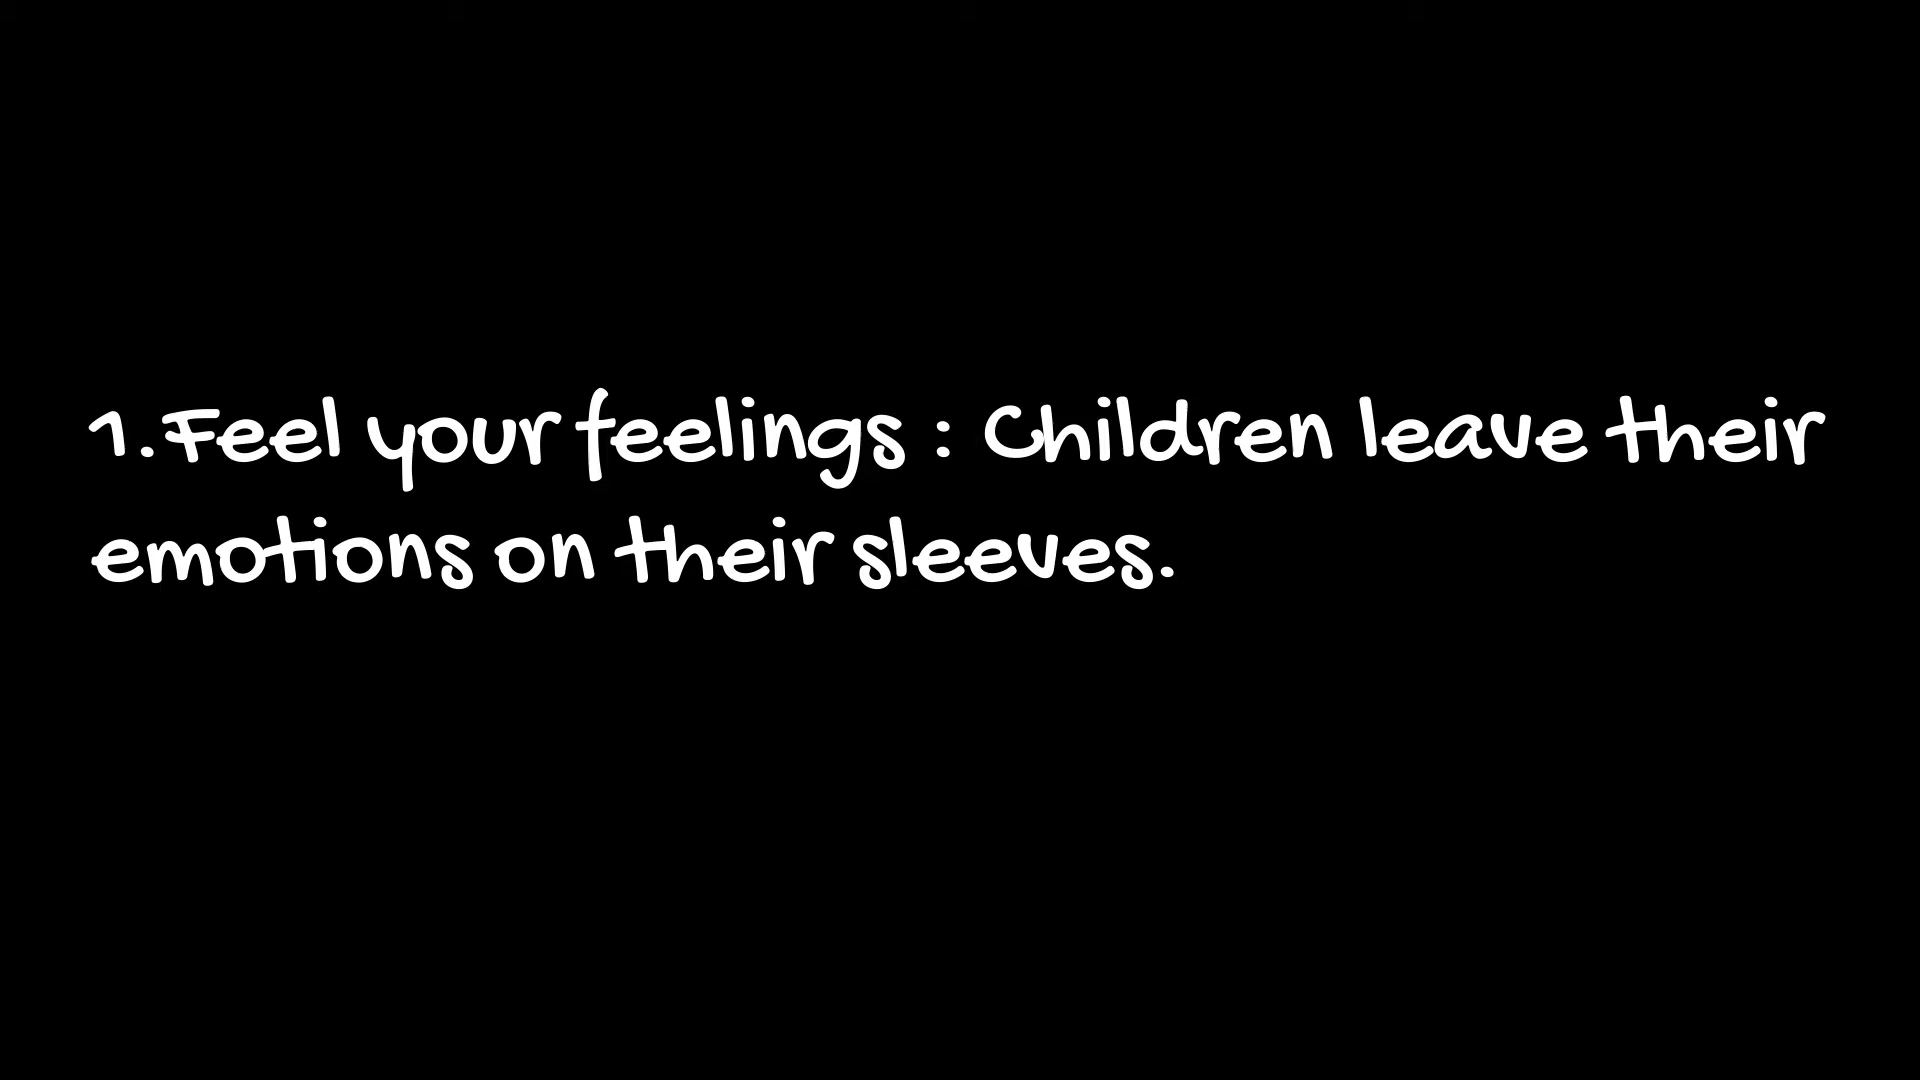 1.Feel your feelings : Children leave their
emotions on their sleeves.